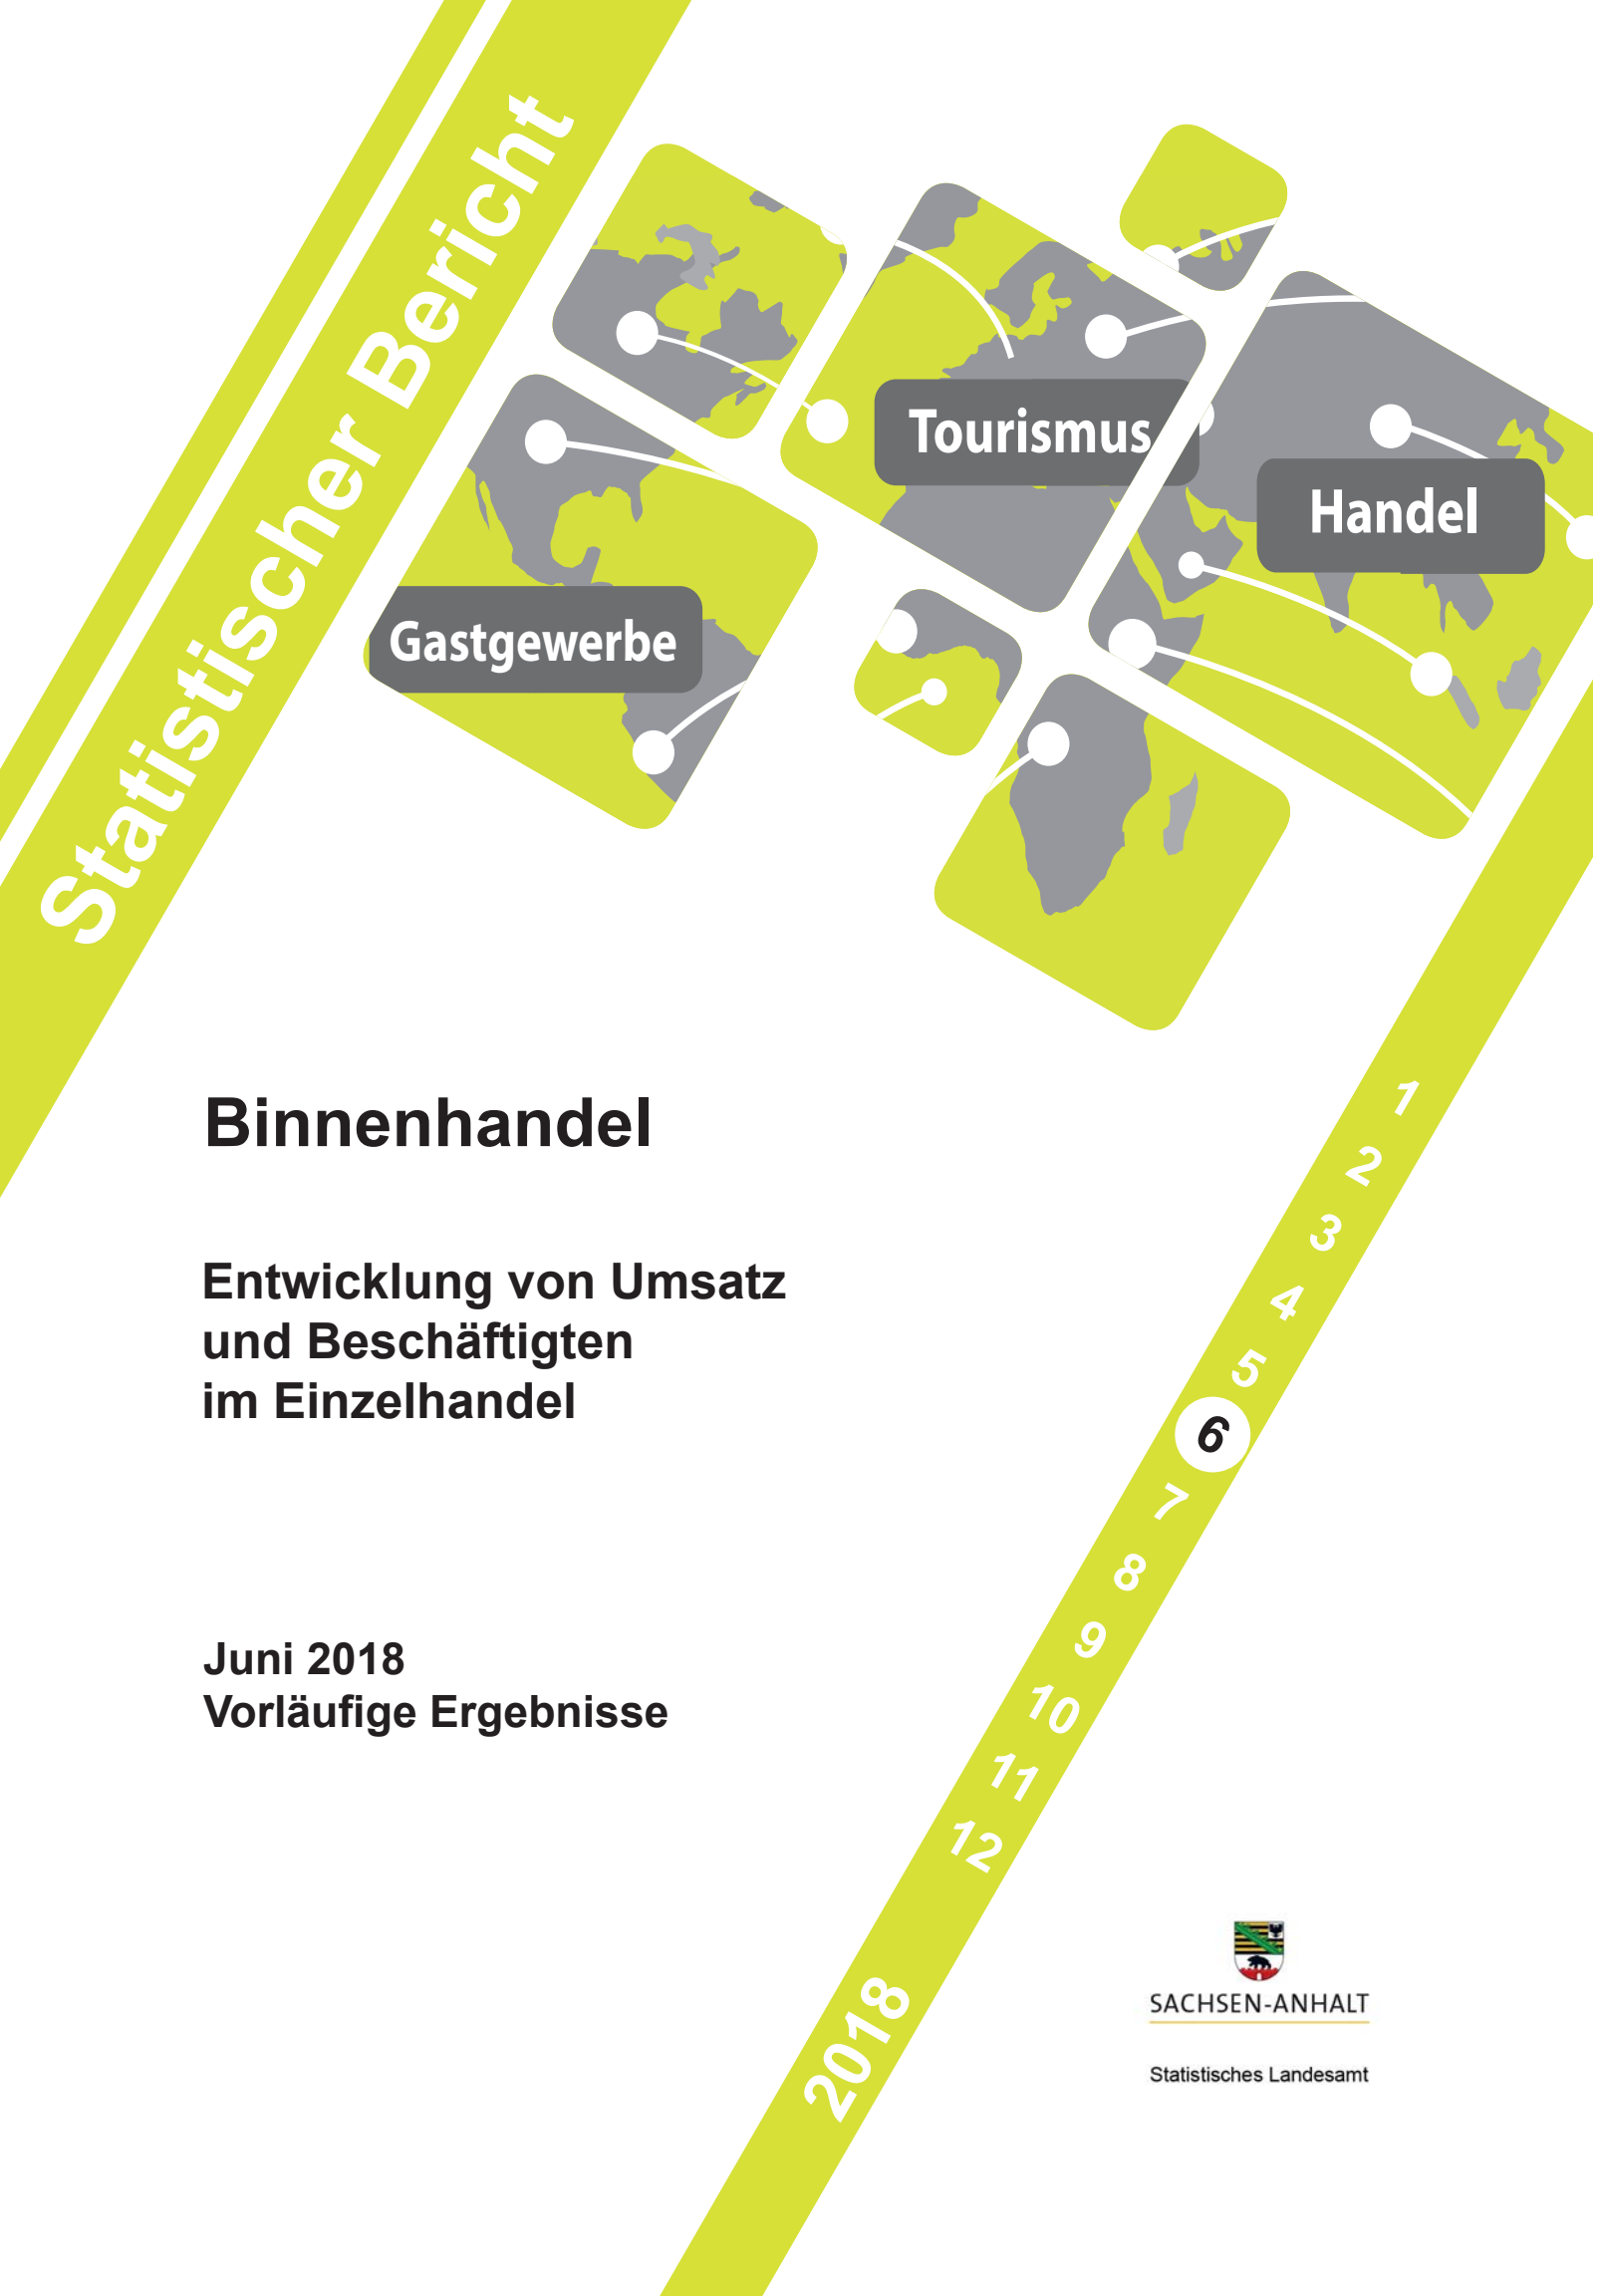 Statistischer Bericht
Tourismus
Handel
Gastgewerbe
Binnenhandel
Entwicklung von Umsatz
und Beschäftigten
im Einzelhandel
Juni 2018
Vorläufige Ergebnisse
1
2
3
4
5
6
7
8
9
10
11
12
2018
SACHSEN-ANHALT
Statistisches Landesamt